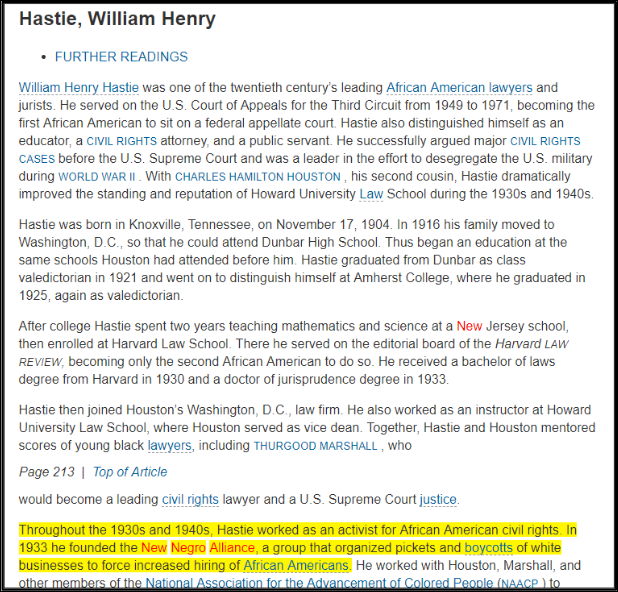 Hastie, William Henry
• FURTHER READINGS
William Henry Hastie was one of the twentieth century's leading African American lawyers and
jurists. He served on the U.S. Court of Appeals for the Third Circuit from 1949 to 1971, becoming the
first African American to sit on a federal appellate court. Hastie also distinguished himself as an
educator, a CIVIL RIGHTS attorney, and a public servant. He successfully argued major CIVIL RIGHTS
CASES before the U.S. Supreme Court and was a leader in the effort to desegregate the U.S. military
during WORLD WAR II . With CHARLES HAMILTON HOUSTON , his second cousin, Hastie dramatically
improved the standing and reputation of Howard University Law School during the 1930s and 1940s.
Hastie was born in Knoxville, Tennessee, on November 17, 1904. In 1916 his family moved to
Washington, D.C., so that he could attend Dunbar High School. Thus began an education at the
same schools Houston had attended before him. Hastie graduated from Dunbar as class
valedictorian in 1921 and went on to distinguish himself at Amherst College, where he graduated in
1925, again as valedictorian.
After college Hastie spent two years teaching mathematics and science at a New Jersey school,
then enrolled at Harvard Law School. There he served on the editorial board of the Harvard LAW
REVIEW, becoming only the second African American to do so. He received a bachelor of laws
degree from Harvard in 1930 and a doctor of jurisprudence degree in 1933.
Hastie then joined Houston's Washington, D.C., law firm. He also worked as an instructor at Howard
University Law School, where Houston served as vice dean. Together, Hastie and Houston mentored
scores of young black lawyers, including THURGOOD MARSHALL , who
Page 213 | Top of Article
would become a leading civil rights lawyer and a U.S. Supreme Court justice.
Throughout the 1930s and 1940s, Hastie worked as an activist for African American civil rights. In
1933 he founded the New Negro Alliance, a group that organized pickets and boycotts of white
businesses to force increased hiring of African Americans. He worked with Houston, Marshall, and
other members of the National Association for the Advancement of Colored People (NAACP ) to